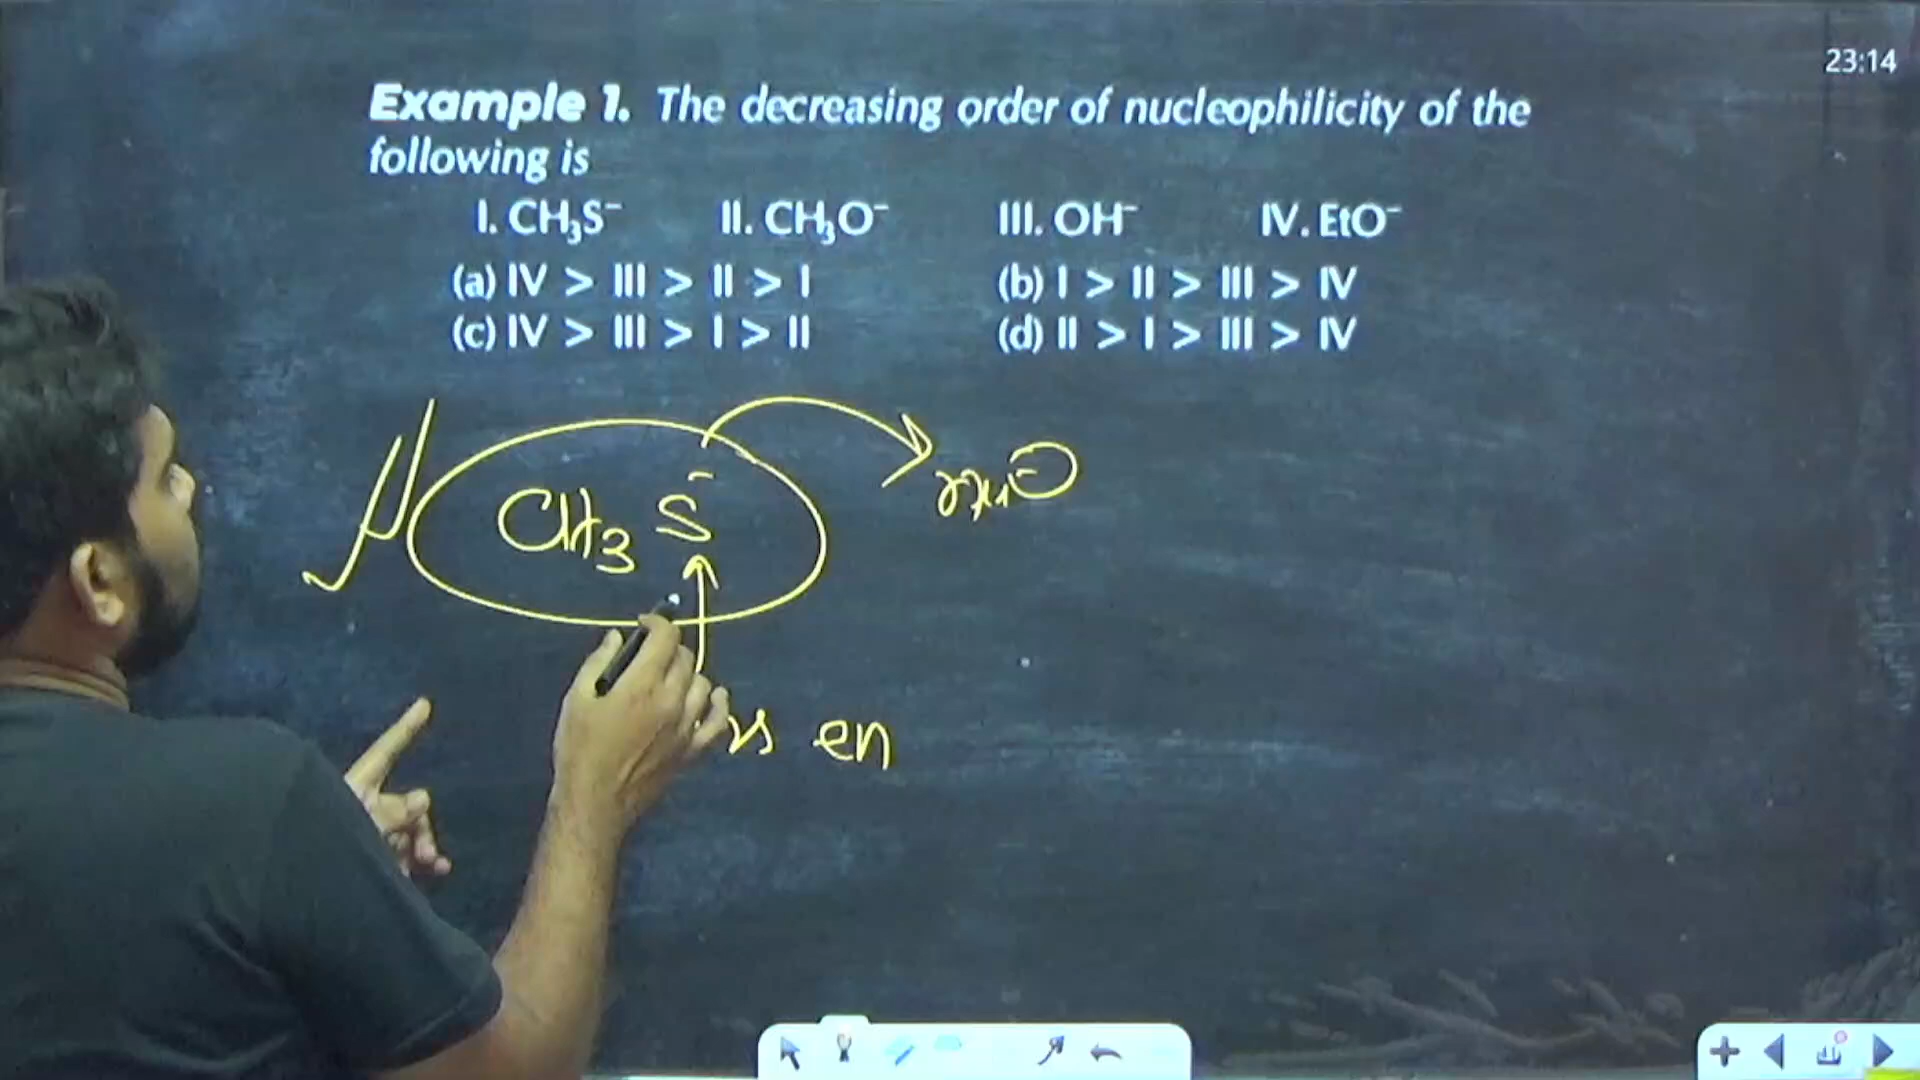 23:14
Example 1. The decreasing order of nucleophilicity of the
following is
I. CH₃S⁻ II. CH₃O⁻ III. OH⁻ IV. EtO⁻
(a) IV > III > II > I (b) I > II > III > IV
(c) IV > III > I > II (d) II > I > III > IV
CH₃ S⁻
en